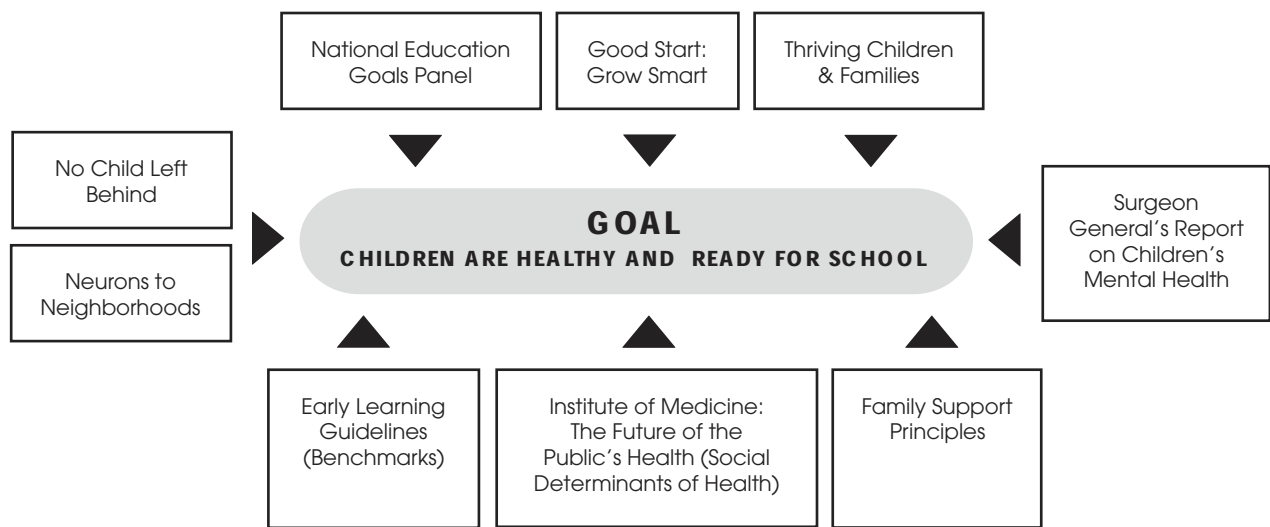 National Education
Goals Panel
Good Start:
Grow Smart
Thriving Children
& Families
No Child Left
Behind
Neurons to
Neighborhoods
GOAL
CHILDREN ARE HEALTHY AND READY FOR SCHOOL
Surgeon
General’s Report
on Children’s
Mental Health
Early Learning
Guidelines
(Benchmarks)
Institute of Medicine:
The Future of the
Public’s Health (Social
Determinants of Health)
Family Support
Principles